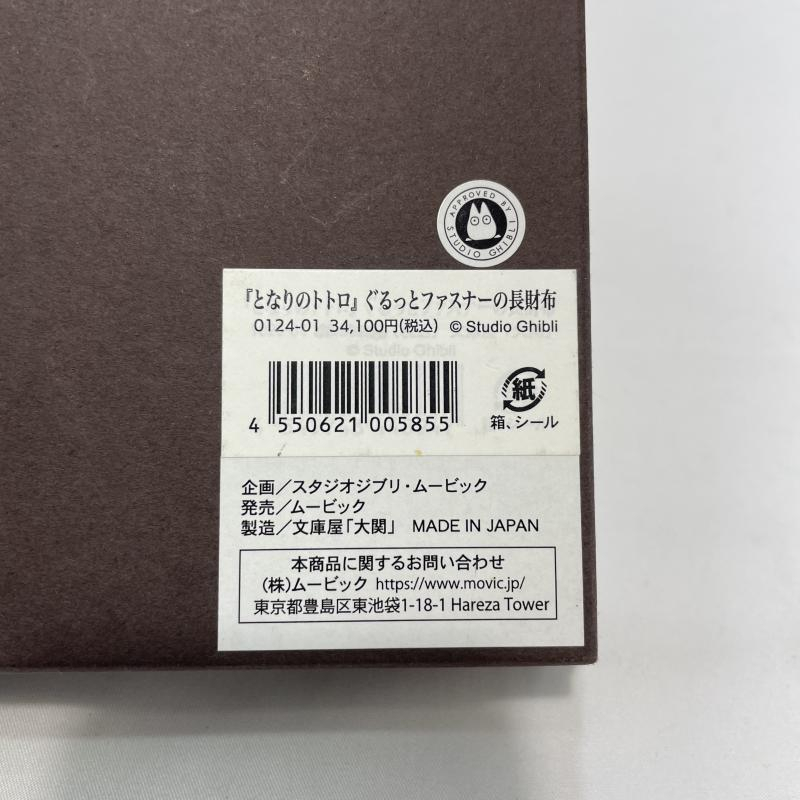 APPROVED BY STUDIO GHIBLI
『となりのトトロ』ぐるっとファスナーの長財布
0124-01 34,100円(税込) © Studio Ghibli
© Studio Ghibli
4 550621 005855
紙
箱、シール
企画/スタジオジブリ・ムービック
発売/ムービック
製造/文庫屋「大関」 MADE IN JAPAN
本商品に関するお問い合わせ
(株)ムービック https://www.movic.jp/
東京都豊島区東池袋1-18-1 Hareza Tower